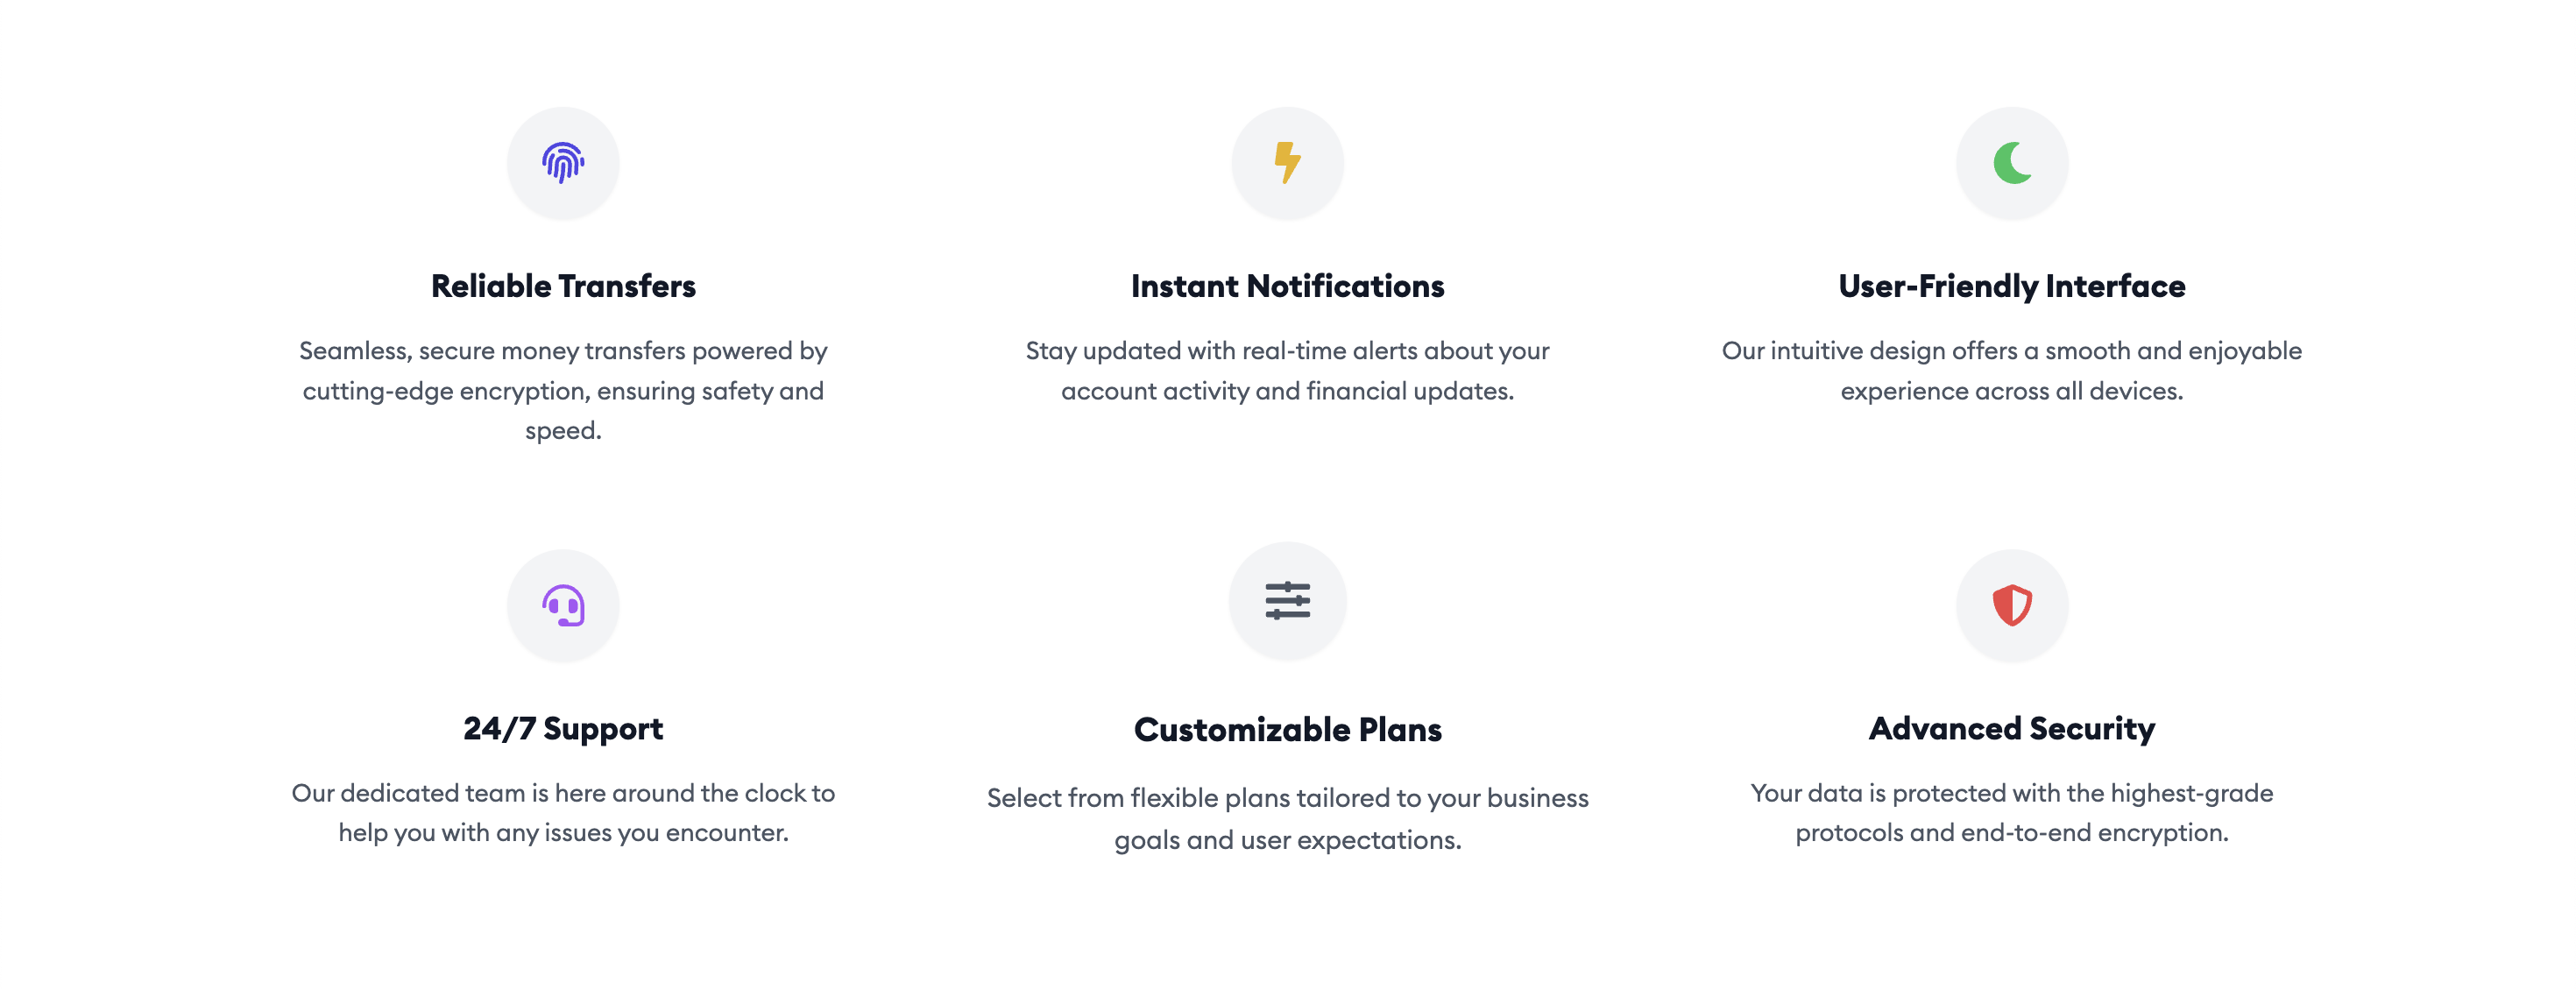 Reliable Transfers
Seamless, secure money transfers powered by
cutting-edge encryption, ensuring safety and
speed.
Instant Notifications
Stay updated with real-time alerts about your
account activity and financial updates.
User-Friendly Interface
Our intuitive design offers a smooth and enjoyable
experience across all devices.
24/7 Support
Our dedicated team is here around the clock to
help you with any issues you encounter.
Customizable Plans
Select from flexible plans tailored to your business
goals and user expectations.
Advanced Security
Your data is protected with the highest-grade
protocols and end-to-end encryption.